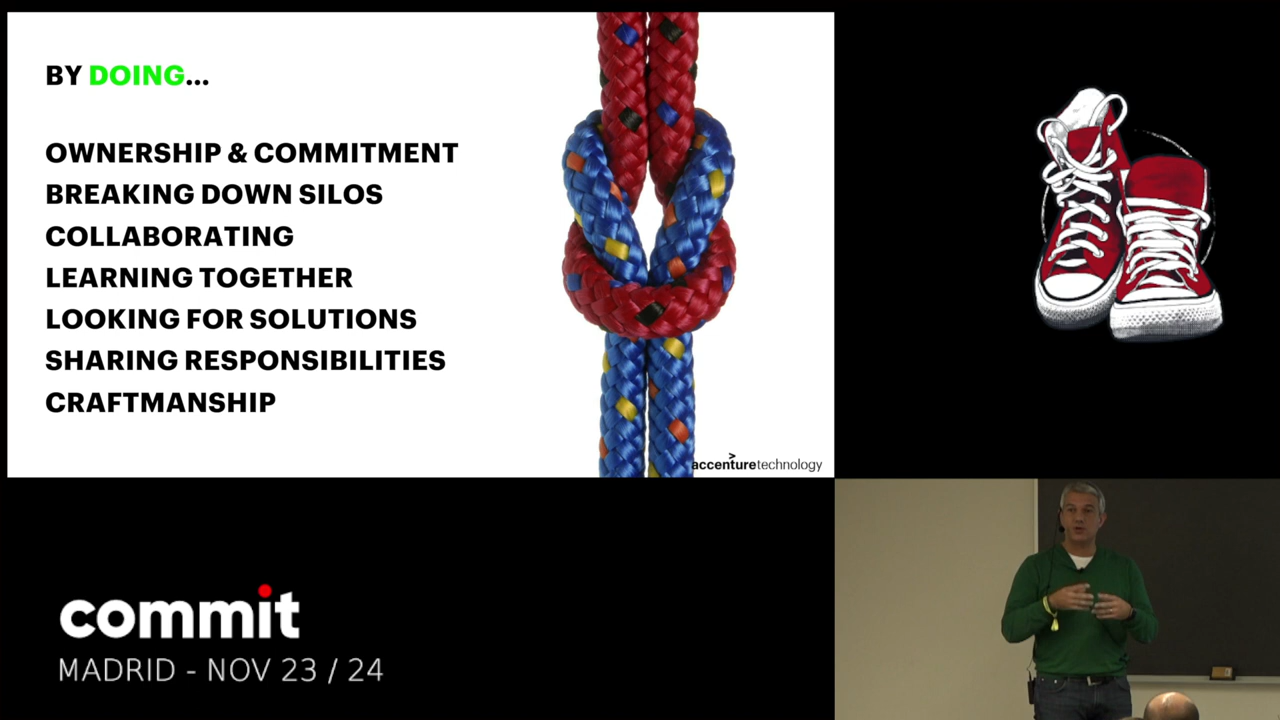 BY DOING...
OWNERSHIP & COMMITMENT
BREAKING DOWN SILOS
COLLABORATING
LEARNING TOGETHER
LOOKING FOR SOLUTIONS
SHARING RESPONSIBILITIES
CRAFTMANSHIP
>
accenturetechnology
commit
MADRID - NOV 23 / 24